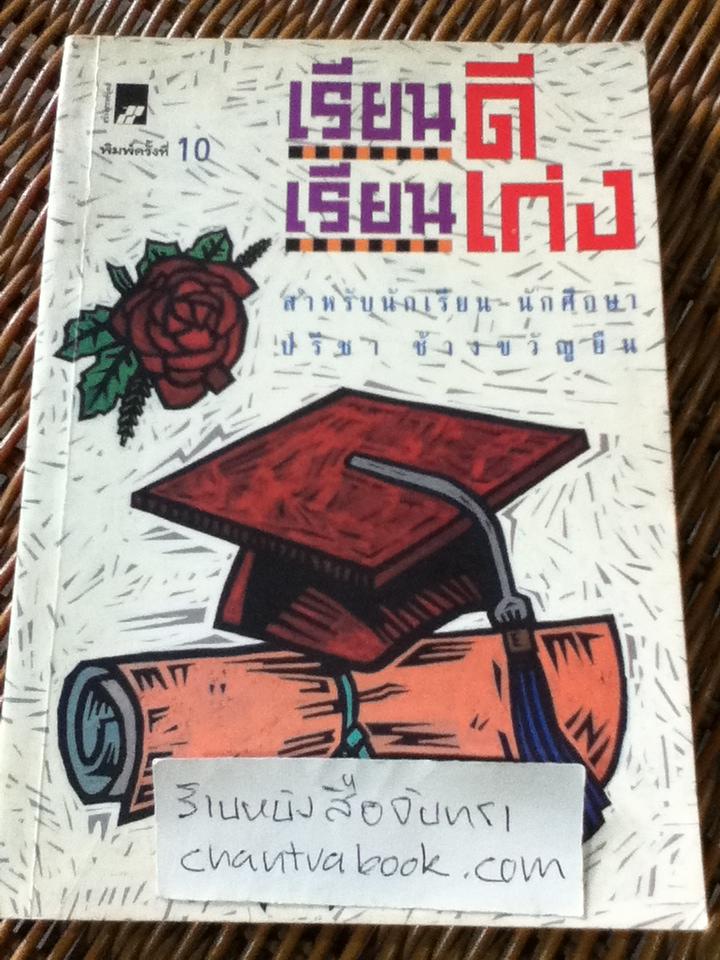 พิมพ์ครั้งที่ 10
เรียนดี
เรียนเก่ง
สำหรับนักเรียน-นักศึกษา
ปรีชา ช้างขวัญยืน
ร้านหนังสือจันทรา
chantrabook.com